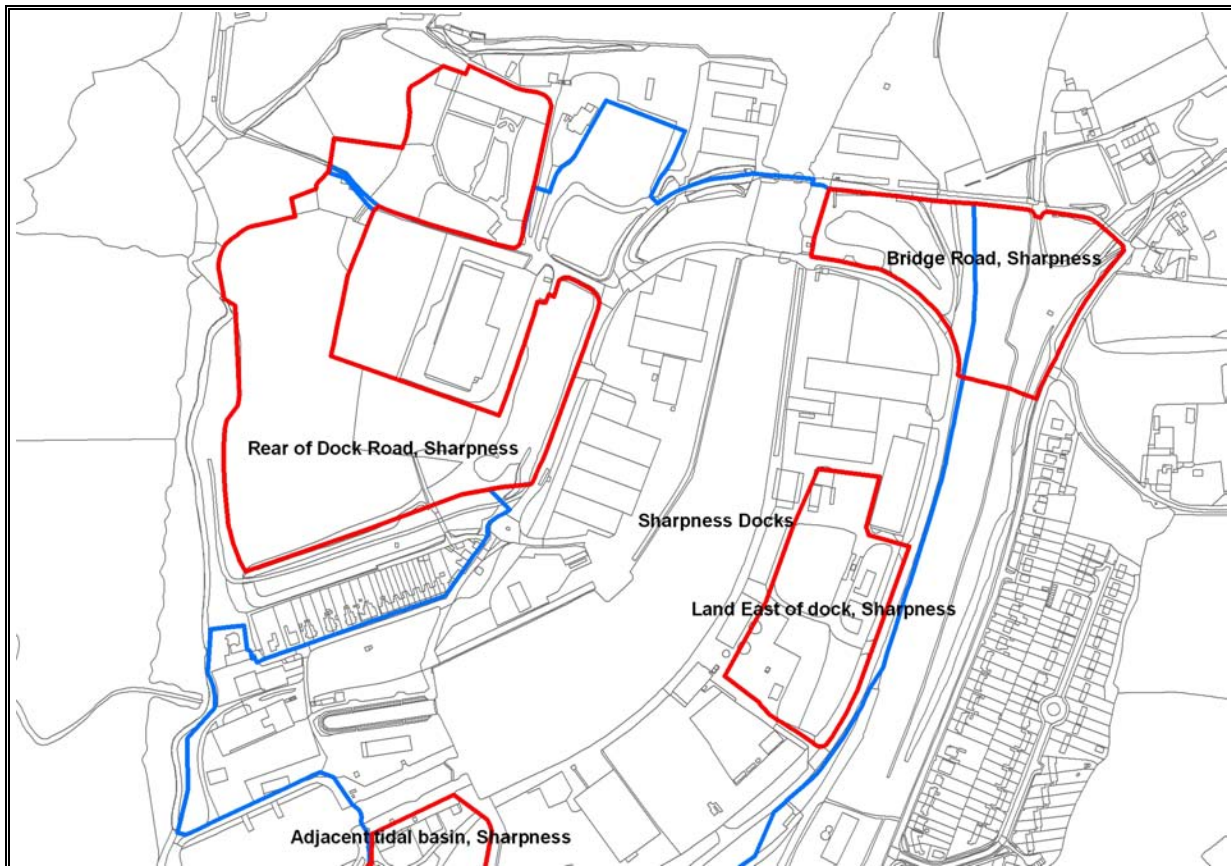 Bridge Road, Sharpness
Rear of Dock Road, Sharpness
Sharpness Docks
Land East of dock, Sharpness
Adjacent tidal basin, Sharpness